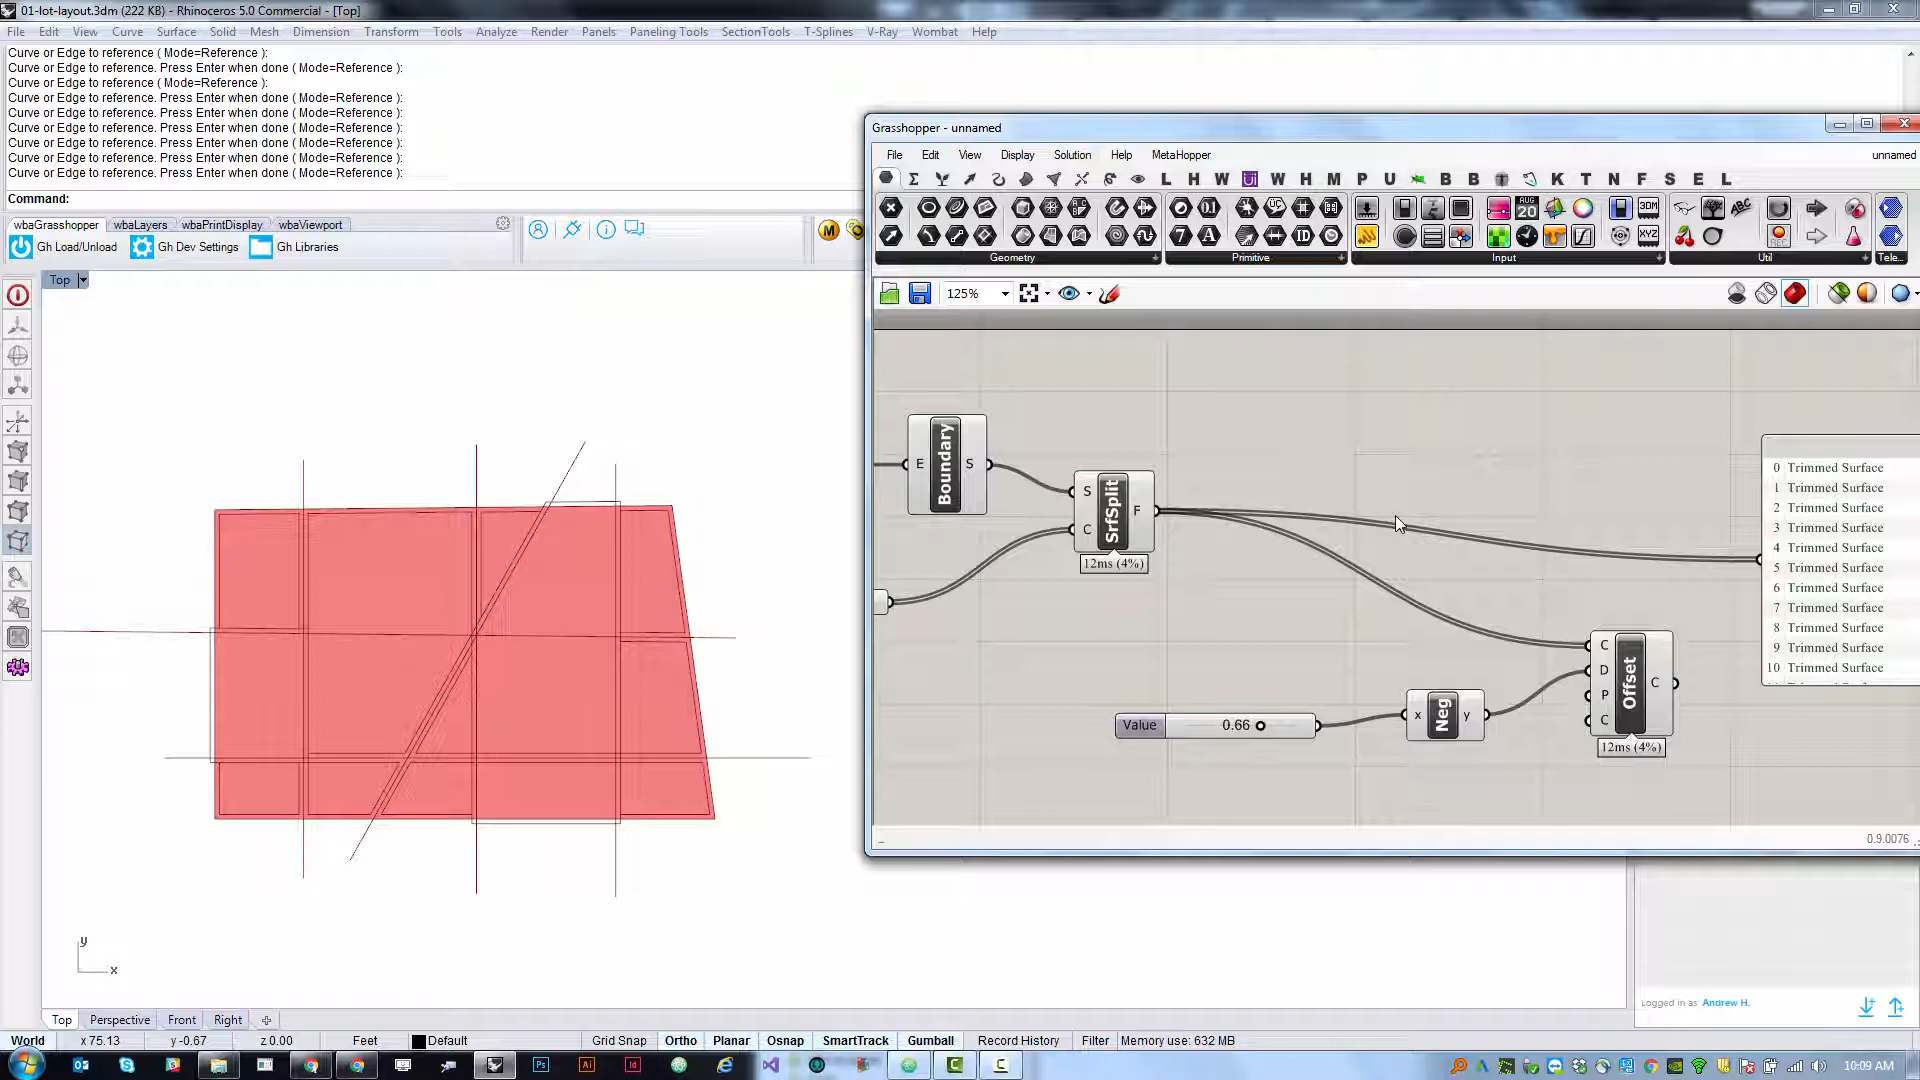 01-lot-layout.3dm (222 KB) - Rhinoceros 5.0 Commercial - [Top]
File Edit View Curve Surface Solid Mesh Dimension Transform Tools Analyze Render Panels Paneling Tools SectionTools T-Splines V-Ray Wombat Help
Curve or Edge to reference ( Mode=Reference ):
Curve or Edge to reference. Press Enter when done ( Mode=Reference ):
Curve or Edge to reference ( Mode=Reference ):
Curve or Edge to reference. Press Enter when done ( Mode=Reference ):
Curve or Edge to reference. Press Enter when done ( Mode=Reference ):
Curve or Edge to reference. Press Enter when done ( Mode=Reference ):
Curve or Edge to reference. Press Enter when done ( Mode=Reference ):
Curve or Edge to reference. Press Enter when done ( Mode=Reference ):
Curve or Edge to reference. Press Enter when done ( Mode=Reference ):
Command:
wbaGrasshopper wbaLayers wbaPrintDisplay wbaViewport
Gh Load/Unload Gh Dev Settings Gh Libraries
Top
Grasshopper - unnamed
File Edit View Display Solution Help MetaHopper unnamed
L H W W H M P U B B K T N F S E L
Geometry Primitive Input Util Tele...
125%
Boundary
E S
SrfSplit
S F
C
12ms (4%)
0 Trimmed Surface
1 Trimmed Surface
2 Trimmed Surface
3 Trimmed Surface
4 Trimmed Surface
5 Trimmed Surface
6 Trimmed Surface
7 Trimmed Surface
8 Trimmed Surface
9 Trimmed Surface
10 Trimmed Surface
Value 0.66
x Neg y
Offset
C
D
P
C
C
12ms (4%)
0.9.0076
y
x
Logged in as Andrew H.
Top Perspective Front Right
World x 75.13 y -0.67 z 0.00 Feet Default Grid Snap Ortho Planar Osnap SmartTrack Gumball Record History Filter Memory use: 632 MB
10:09 AM